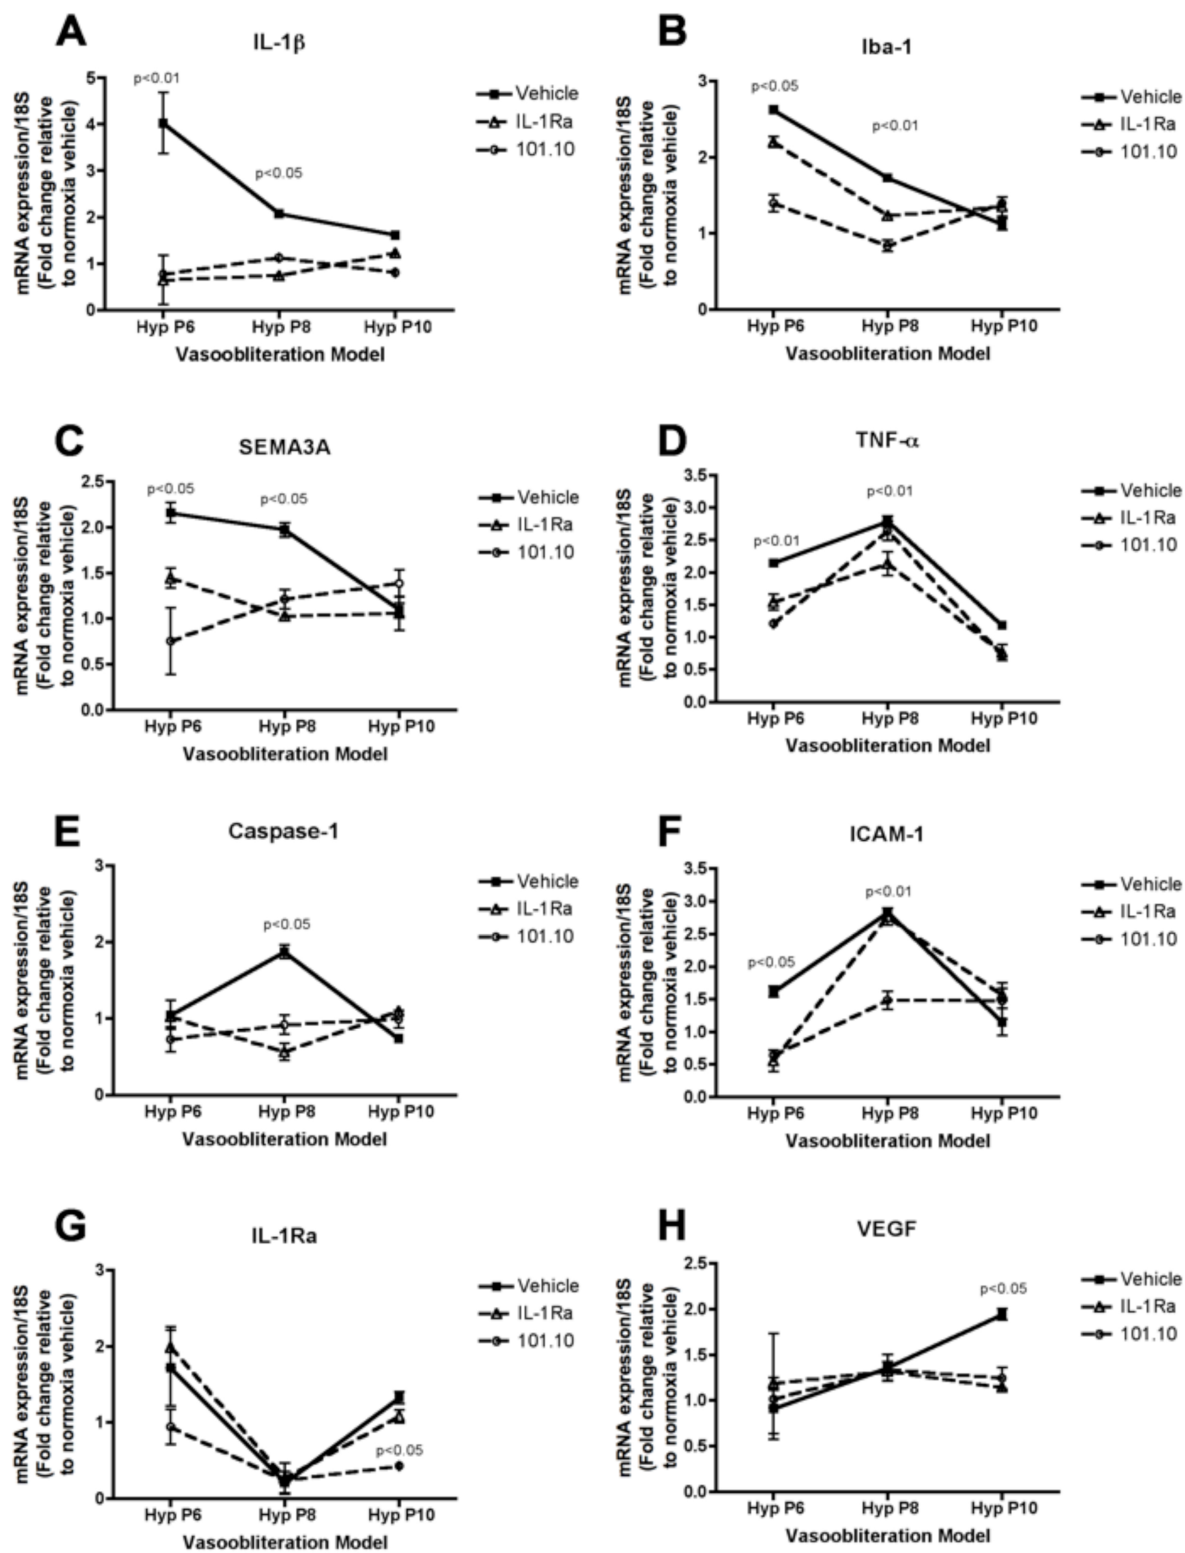 A
IL-1β
mRNA expression/18S
(Fold change relative
to normoxia vehicle)
5
4
3
2
1
0
p<0.01
p<0.05
Vehicle
IL-1Ra
101.10
Hyp P6 Hyp P8 Hyp P10
Vasoobliteration Model
B
Iba-1
mRNA expression/18S
(Fold change relative
to normoxia vehicle)
3
2
1
0
p<0.05
p<0.01
Vehicle
IL-1Ra
101.10
Hyp P6 Hyp P8 Hyp P10
Vasoobliteration Model
C
SEMA3A
mRNA expression/18S
(Fold change relative
to normoxia vehicle)
2.5
2.0
1.5
1.0
0.5
0.0
p<0.05
p<0.05
Vehicle
IL-1Ra
101.10
Hyp P6 Hyp P8 Hyp P10
Vasoobliteration Model
D
TNF-α
mRNA expression/18S
(Fold change relative
to normoxia vehicle)
3.5
3.0
2.5
2.0
1.5
1.0
0.5
0.0
p<0.01
p<0.01
Vehicle
IL-1Ra
101.10
Hyp P6 Hyp P8 Hyp P10
Vasoobliteration Model
E
Caspase-1
mRNA expression/18S
(Fold change relative
to normoxia vehicle)
3
2
1
0
p<0.05
Vehicle
IL-1Ra
101.10
Hyp P6 Hyp P8 Hyp P10
Vasoobliteration Model
F
ICAM-1
mRNA expression/18S
(Fold change relative
to normoxia vehicle)
3.5
3.0
2.5
2.0
1.5
1.0
0.5
0.0
p<0.05
p<0.01
Vehicle
IL-1Ra
101.10
Hyp P6 Hyp P8 Hyp P10
Vasoobliteration Model
G
IL-1Ra
mRNA expression/18S
(Fold change relative
to normoxia vehicle)
3
2
1
0
p<0.05
Vehicle
IL-1Ra
101.10
Hyp P6 Hyp P8 Hyp P10
Vasoobliteration Model
H
VEGF
mRNA expression/18S
(Fold change relative
to normoxia vehicle)
2.5
2.0
1.5
1.0
0.5
0.0
p<0.05
Vehicle
IL-1Ra
101.10
Hyp P6 Hyp P8 Hyp P10
Vasoobliteration Model